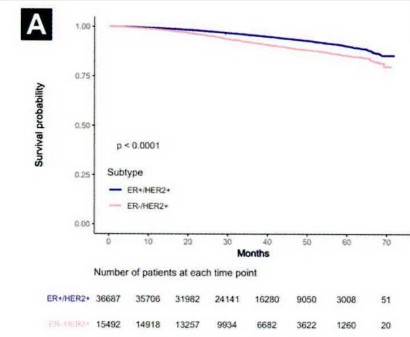 A
1.00
0.75
0.50
0.25
0.00
Survival probability
p < 0.0001
Subtype
ER+/HER2+
ER-/HER2+
0 10 20 30 40 50 60 70
Months
Number of patients at each time point
ER+/HER2+ 36687 35706 31982 24141 16280 9050 3008 51
ER-/HER2+ 15492 14918 13257 9934 6682 3622 1260 20